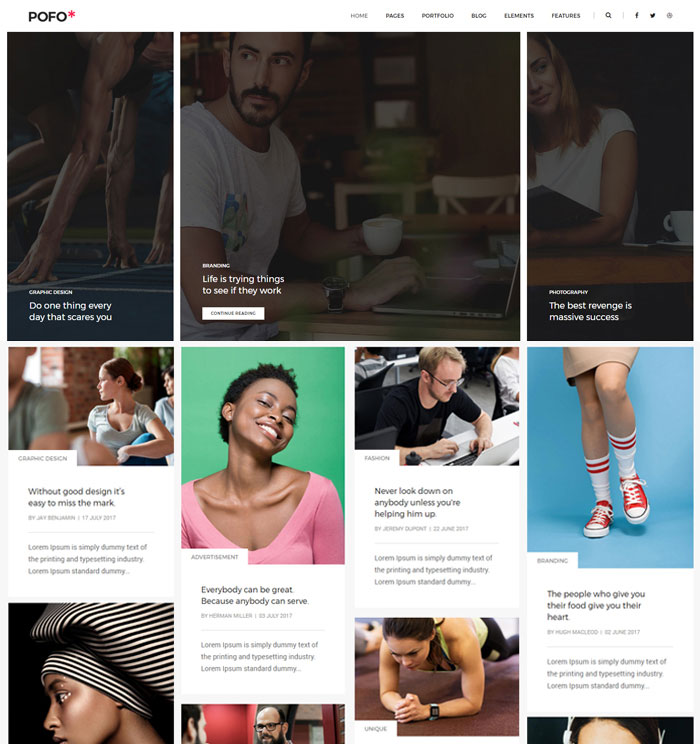 POFO*
HOME PAGES PORTFOLIO BLOG ELEMENTS FEATURES
GRAPHIC DESIGN
Do one thing every
day that scares you
BRANDING
Life is trying things
to see if they work
CONTINUE READING
PHOTOGRAPHY
The best revenge is
massive success
GRAPHIC DESIGN
Without good design it's
easy to miss the mark.
BY JAY BENJAMIN | 17 JULY 2017
Lorem Ipsum is simply dummy text of
the printing and typesetting industry.
Lorem Ipsum standard dummy...
ADVERTISEMENT
Everybody can be great.
Because anybody can serve.
BY HERMAN MILLER | 03 JULY 2017
Lorem Ipsum is simply dummy text of
the printing and typesetting industry.
Lorem Ipsum standard dummy...
FASHION
Never look down on
anybody unless you're
helping him up.
BY JEREMY DUPONT | 22 JUNE 2017
Lorem Ipsum is simply dummy text of
the printing and typesetting industry.
Lorem Ipsum standard dummy...
UNIQUE
BRANDING
The people who give you
their food give you their
heart.
BY HUGH MACLEOD | 02 JUNE 2017
Lorem Ipsum is simply dummy text of
the printing and typesetting industry.
Lorem Ipsum standard dummy...